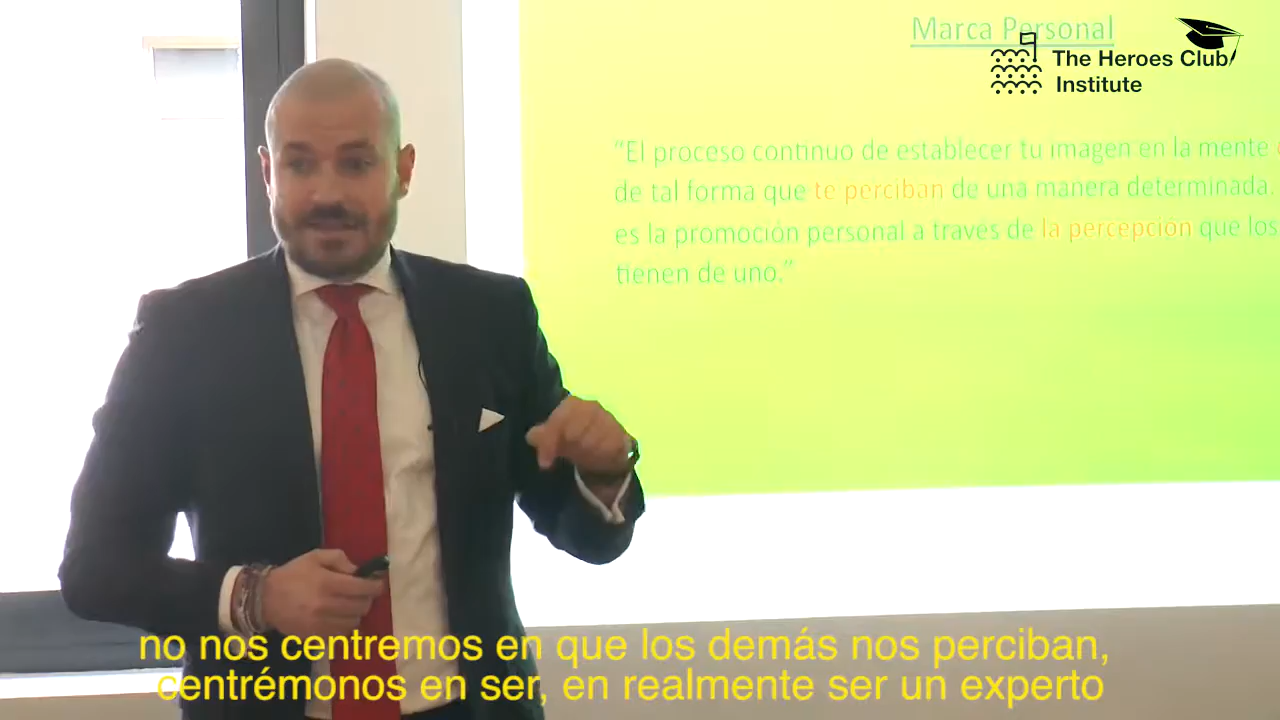 Marca Personal
The Heroes Club
Institute
"El proceso continuo de establecer tu imagen en la mente
de tal forma que te perciban de una manera determinada.
es la promoción personal a través de la percepción que los
tienen de uno."
no nos centremos en que los demás nos perciban,
centrémonos en ser, en realmente ser un experto